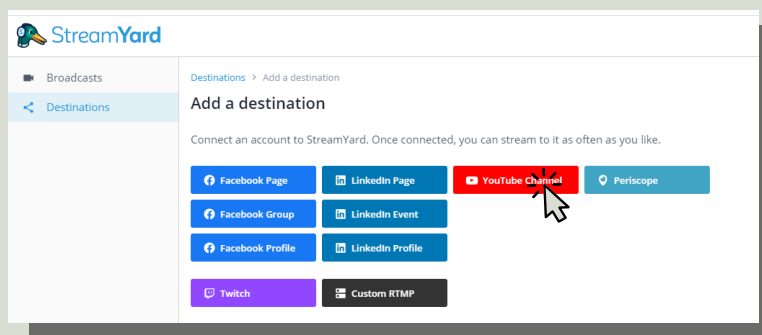 StreamYard
Broadcasts
Destinations
Destinations > Add a destination
Add a destination
Connect an account to StreamYard. Once connected, you can stream to it as often as you like.
Facebook Page
LinkedIn Page
YouTube Channel
Periscope
Facebook Group
LinkedIn Event
Facebook Profile
LinkedIn Profile
Twitch
Custom RTMP